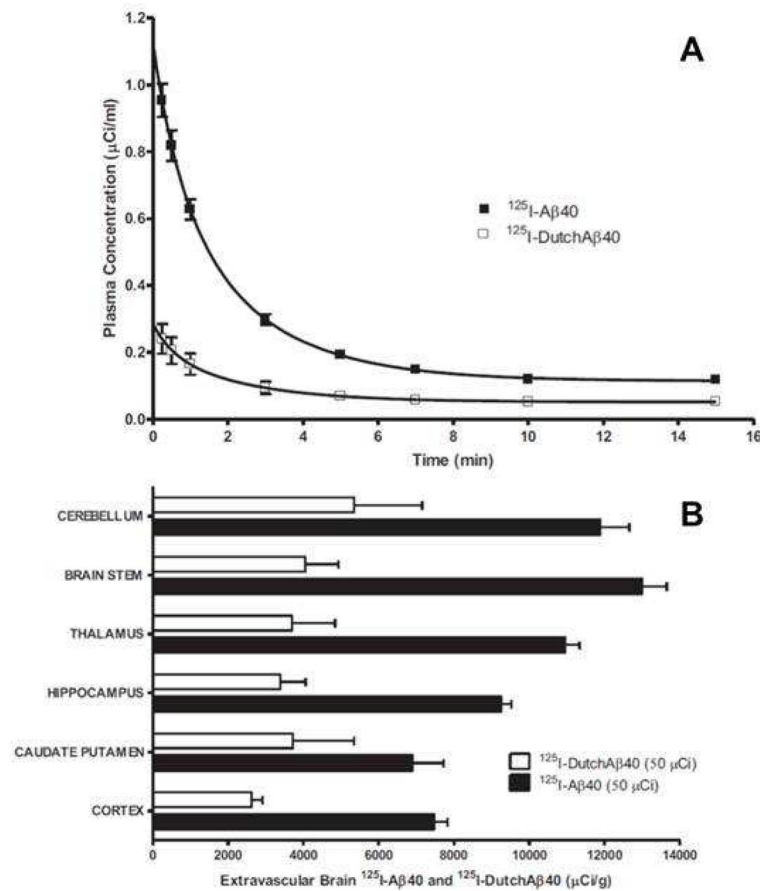 A
1.2
1.0
0.8
0.6
0.4
0.2
0.0
Plasma Concentration (μCi/ml)
¹²⁵I-Aβ40
¹²⁵I-DutchAβ40
0 2 4 6 8 10 12 14 16
Time (min)
B
CEREBELLUM
BRAIN STEM
THALAMUS
HIPPOCAMPUS
CAUDATE PUTAMEN
CORTEX
¹²⁵I-DutchAβ40 (50 μCi)
¹²⁵I-Aβ40 (50 μCi)
0 2000 4000 6000 8000 10000 12000 14000
Extravascular Brain ¹²⁵I-Aβ40 and ¹²⁵I-DutchAβ40 (μCi/g)